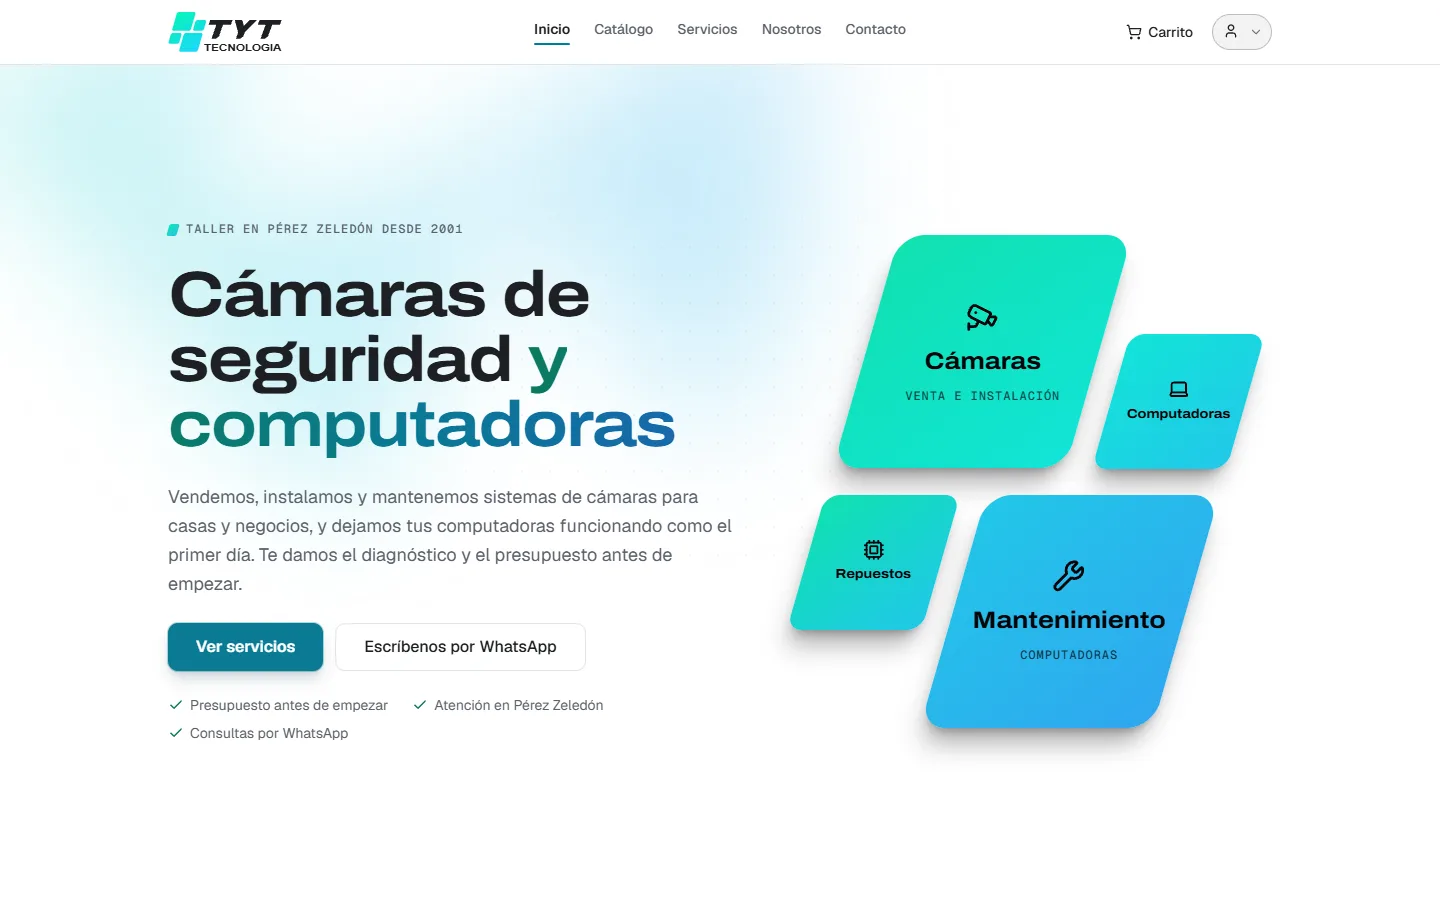 TYT
TECNOLOGIA
Inicio
Catálogo
Servicios
Nosotros
Contacto
Carrito
TALLER EN PÉREZ ZELEDÓN DESDE 2001
Cámaras de
seguridad y
computadoras
Vendemos, instalamos y mantenemos sistemas de cámaras para
casas y negocios, y dejamos tus computadoras funcionando como el
primer día. Te damos el diagnóstico y el presupuesto antes de
empezar.
Ver servicios
Escríbenos por WhatsApp
Presupuesto antes de empezar
Atención en Pérez Zeledón
Consultas por WhatsApp
Cámaras
VENTA E INSTALACIÓN
Computadoras
Repuestos
Mantenimiento
COMPUTADORAS